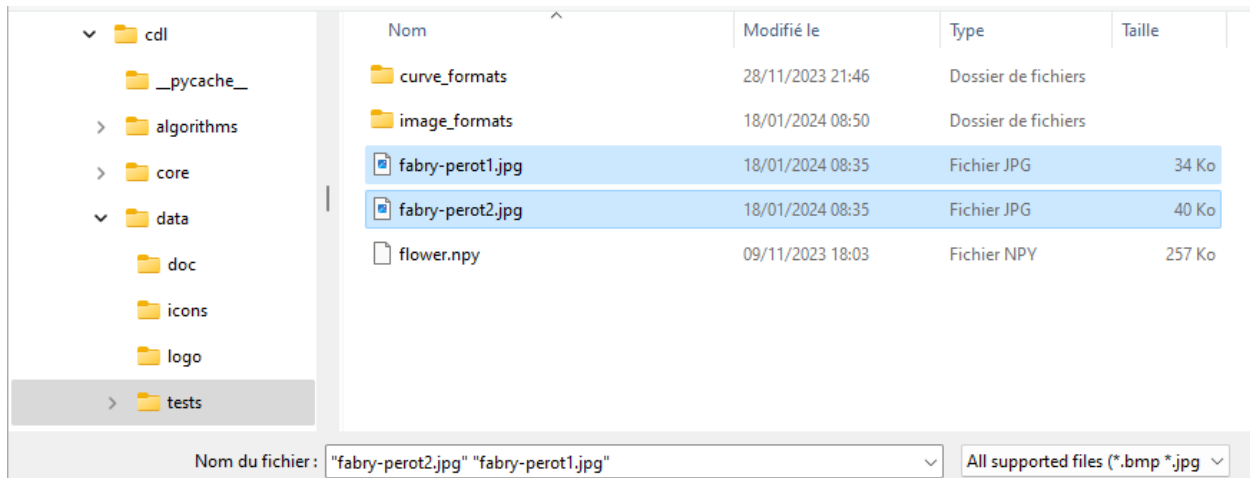 cdl
__pycache__
algorithms
core
data
doc
icons
logo
tests
Nom Modifié le Type Taille
curve_formats 28/11/2023 21:46 Dossier de fichiers
image_formats 18/01/2024 08:50 Dossier de fichiers
fabry-perot1.jpg 18/01/2024 08:35 Fichier JPG 34 Ko
fabry-perot2.jpg 18/01/2024 08:35 Fichier JPG 40 Ko
flower.npy 09/11/2023 18:03 Fichier NPY 257 Ko
Nom du fichier : "fabry-perot2.jpg" "fabry-perot1.jpg" All supported files (*.bmp *.jpg